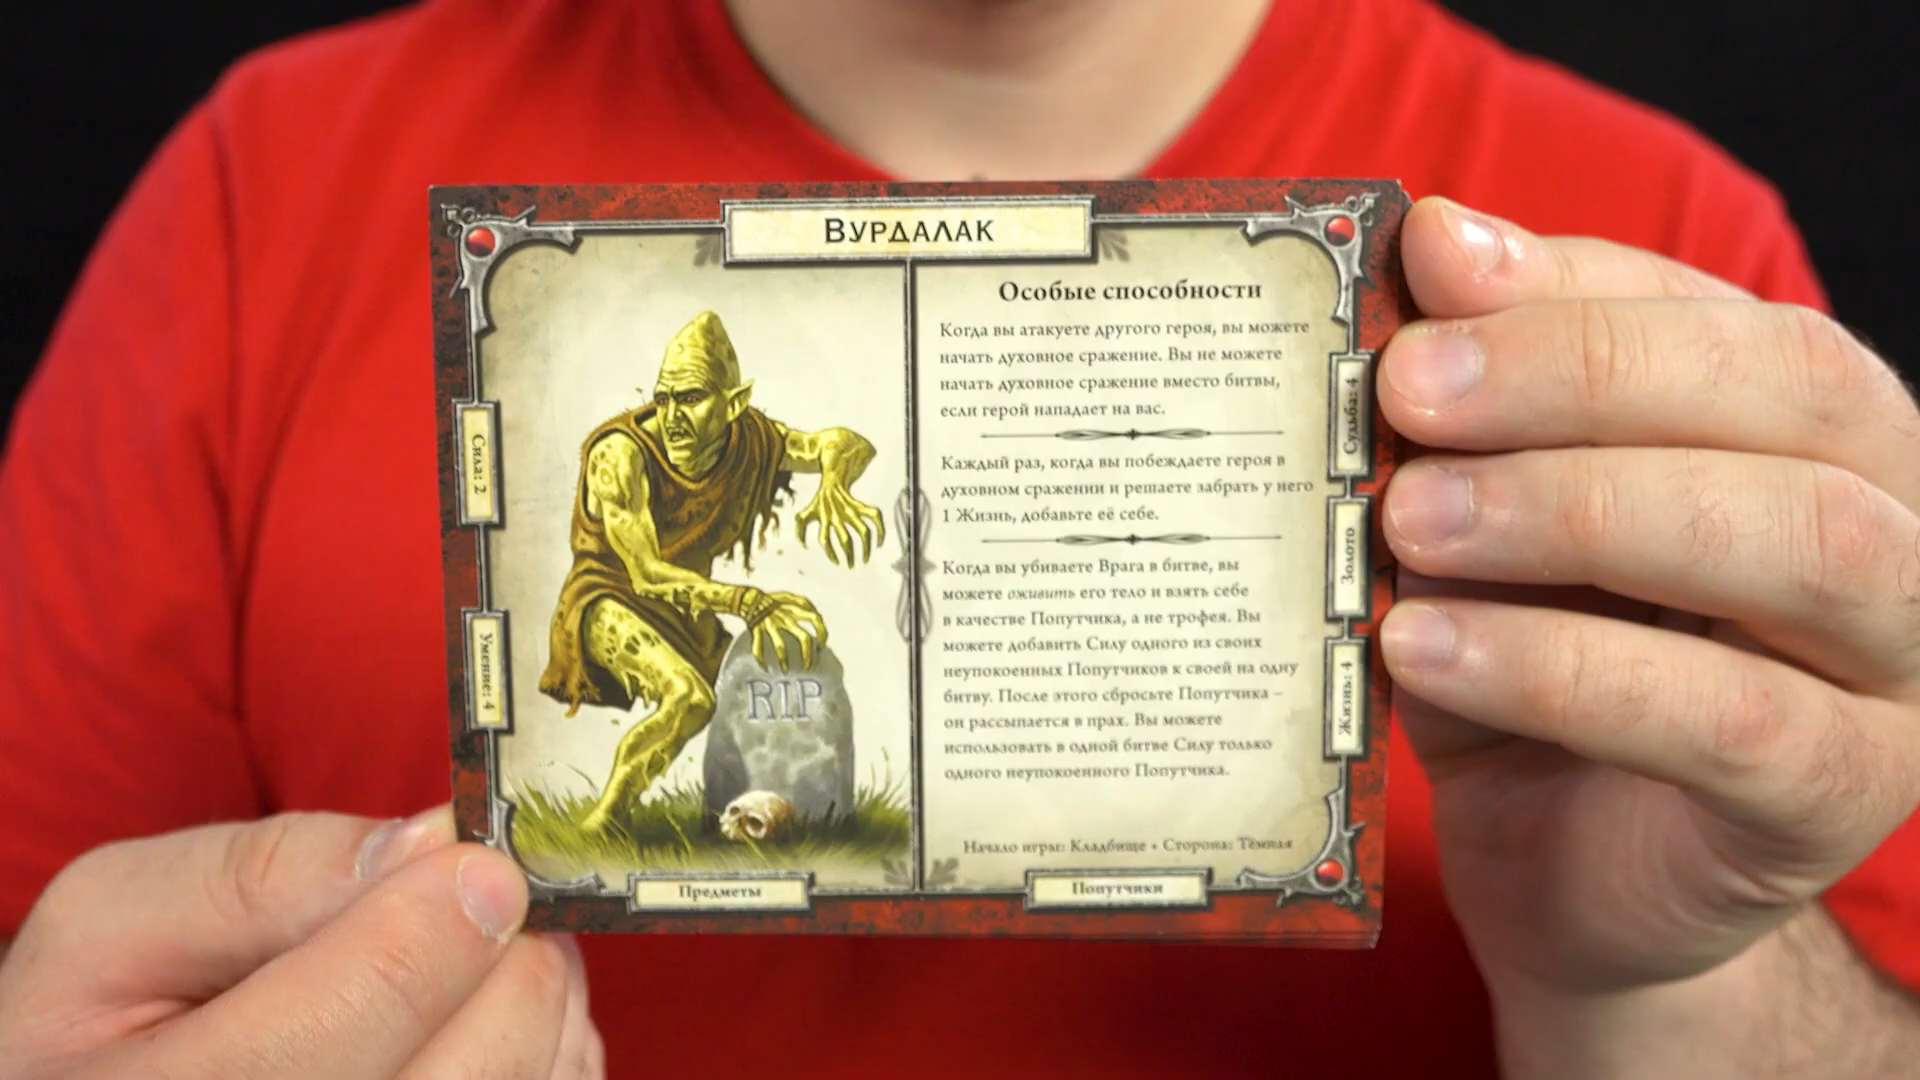 Вурдалак
Особые способности
Когда вы атакуете другого героя, вы можете
начать духовное сражение. Вы не можете
начать духовное сражение вместо битвы,
если герой нападает на вас.
Каждый раз, когда вы побеждаете героя в
духовном сражении и решаете забрать у него
1 Жизнь, добавьте её себе.
Когда вы убиваете Врага в битве, вы
можете оживить его тело и взять себе
в качестве Попутчика, а не трофея. Вы
можете добавить Силу одного из своих
неупокоенных Попутчиков к своей на одну
битву. После этого сбросьте Попутчика –
он рассыпается в прах. Вы можете
использовать в одной битве Силу только
одного неупокоенного Попутчика.
Начало игры: Кладбище • Сторона: Тёмная
Сила: 2
Умение: 4
Судьба: 4
Золото
Жизнь: 4
RIP
Предметы
Попутчики